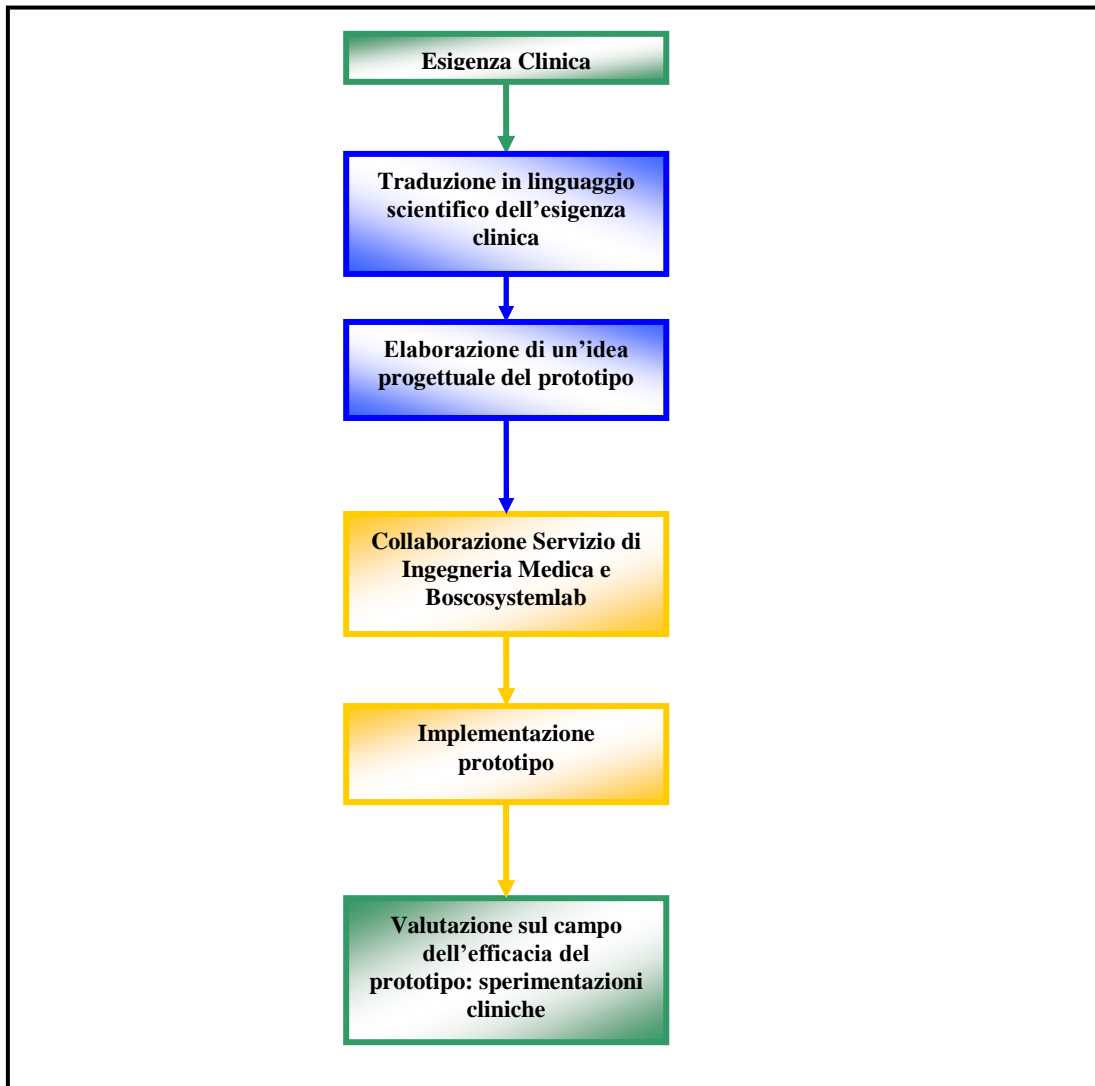 Esigenza Clinica
Traduzione in linguaggio
scientifico dell’esigenza
clinica
Elaborazione di un’idea
progettuale del prototipo
Collaborazione Servizio di
Ingegneria Medica e
Boscosystemlab
Implementazione
prototipo
Valutazione sul campo
dell’efficacia del
prototipo: sperimentazioni
cliniche